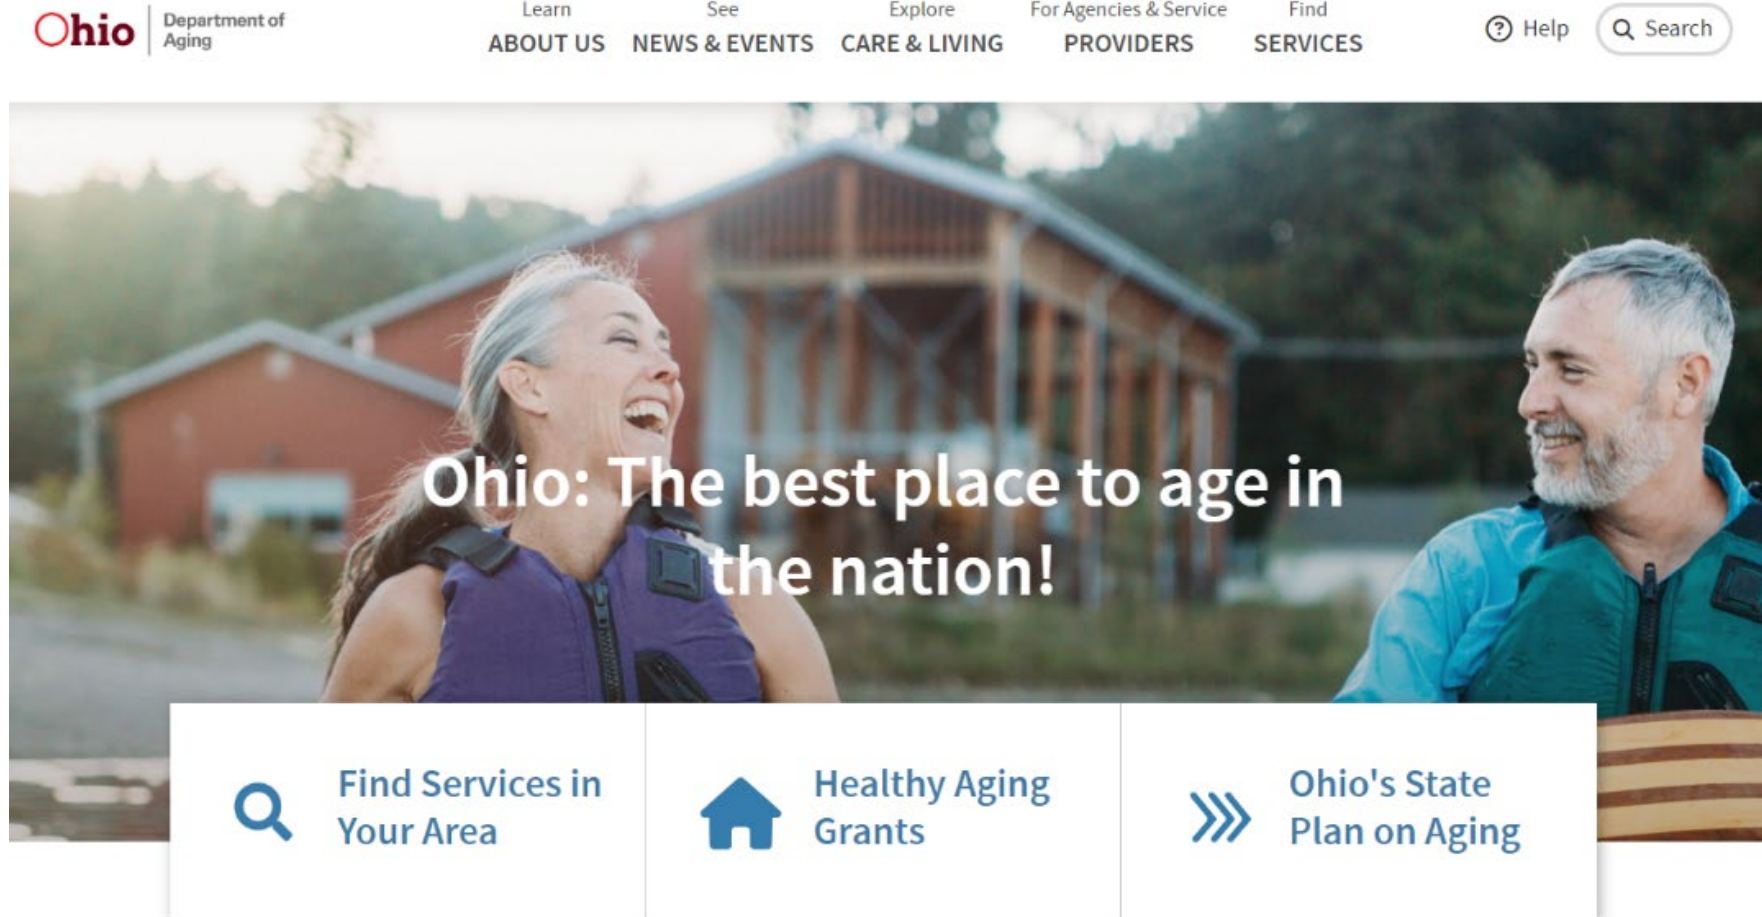 Ohio
Department of
Aging
Learn
ABOUT US
See
NEWS & EVENTS
Explore
CARE & LIVING
For Agencies & Service
PROVIDERS
Find
SERVICES
Help
Search
Ohio: The best place to age in
the nation!
Find Services in
Your Area
Healthy Aging
Grants
Ohio's State
Plan on Aging